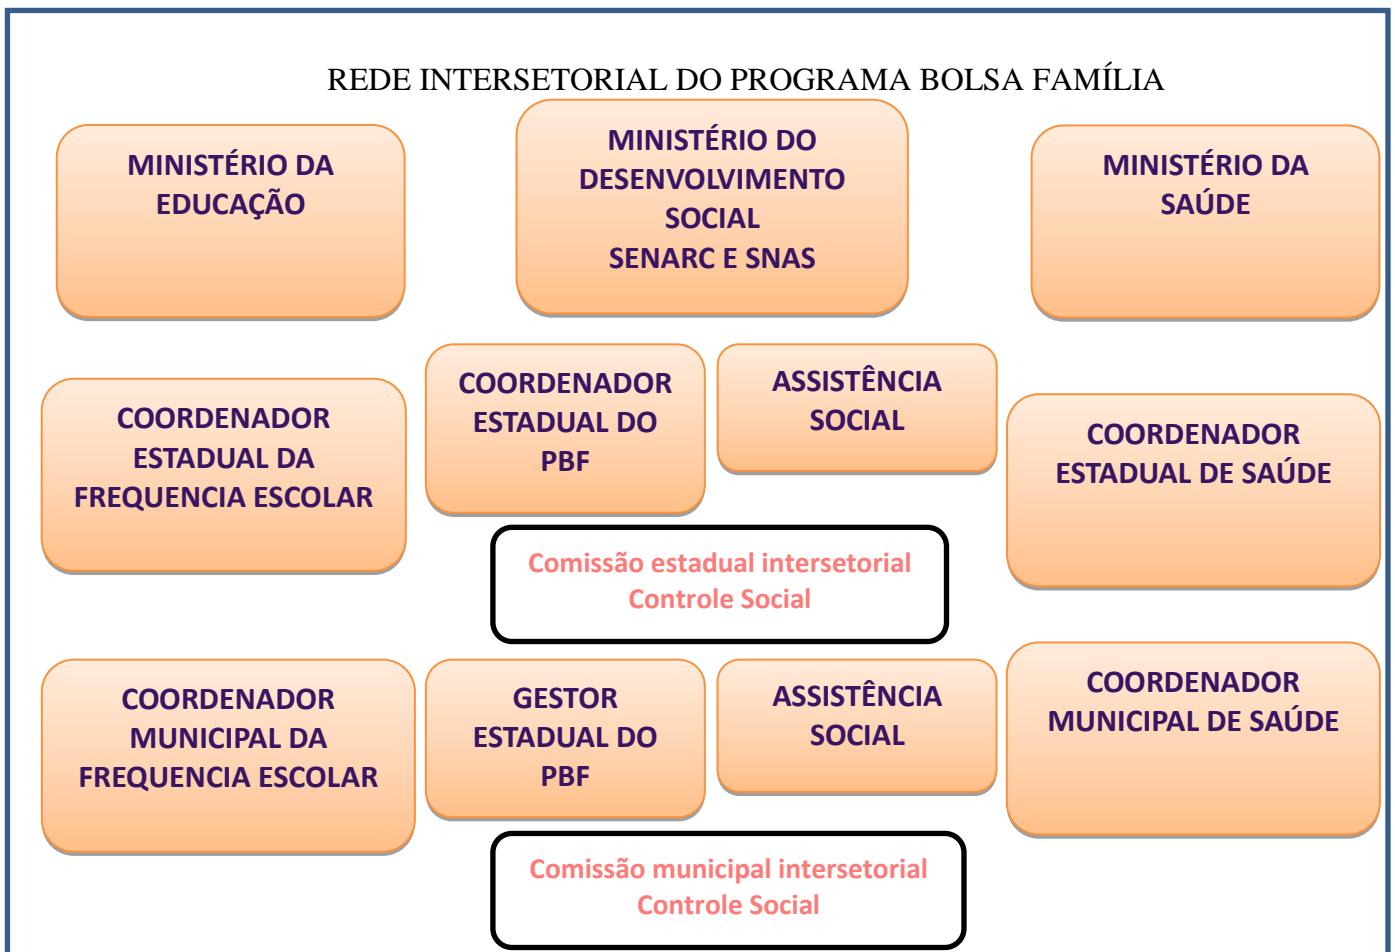 REDE INTERSETORIAL DO PROGRAMA BOLSA FAMÍLIA
MINISTÉRIO DA
EDUCAÇÃO
MINISTÉRIO DO
DESENVOLVIMENTO
SOCIAL
SENARC E SNAS
MINISTÉRIO DA
SAÚDE
COORDENADOR
ESTADUAL DA
FREQUENCIA ESCOLAR
COORDENADOR
ESTADUAL DO
PBF
ASSISTÊNCIA
SOCIAL
COORDENADOR
ESTADUAL DE SAÚDE
Comissão estadual intersetorial
Controle Social
COORDENADOR
MUNICIPAL DA
FREQUENCIA ESCOLAR
GESTOR
ESTADUAL DO
PBF
ASSISTÊNCIA
SOCIAL
COORDENADOR
MUNICIPAL DE SAÚDE
Comissão municipal intersetorial
Controle Social